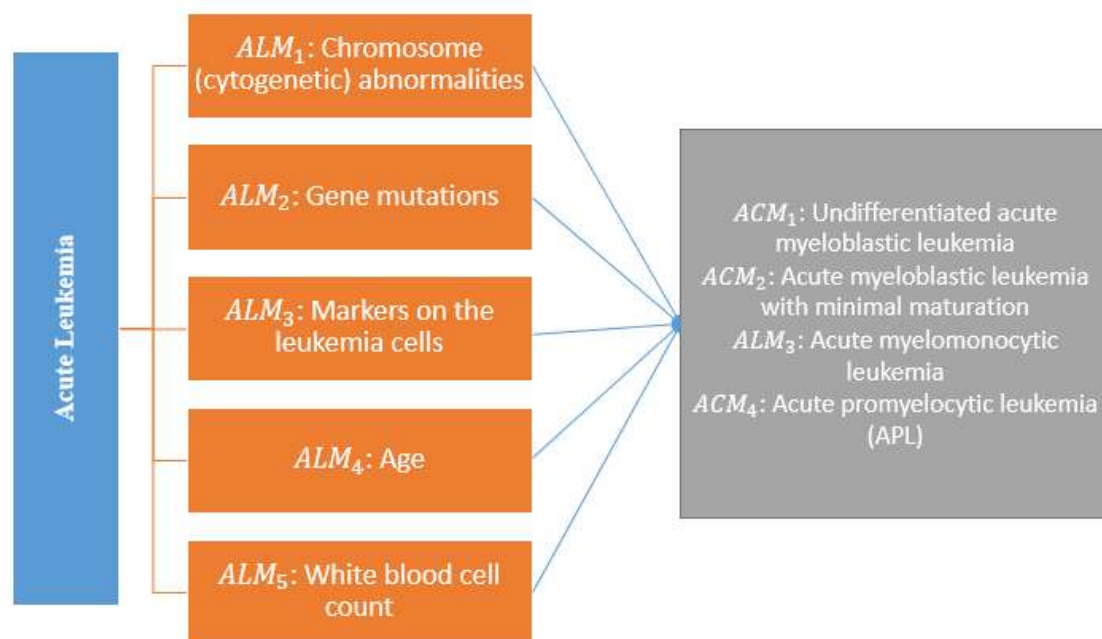 Acute Leukemia
ALM₁: Chromosome
(cytogenetic) abnormalities
ALM₂: Gene mutations
ALM₃: Markers on the
leukemia cells
ALM₄: Age
ALM₅: White blood cell
count
ACM₁: Undifferentiated acute
myeloblastic leukemia
ACM₂: Acute myeloblastic leukemia
with minimal maturation
ALM₃: Acute myelomonocytic
leukemia
ACM₄: Acute promyelocytic leukemia
(APL)